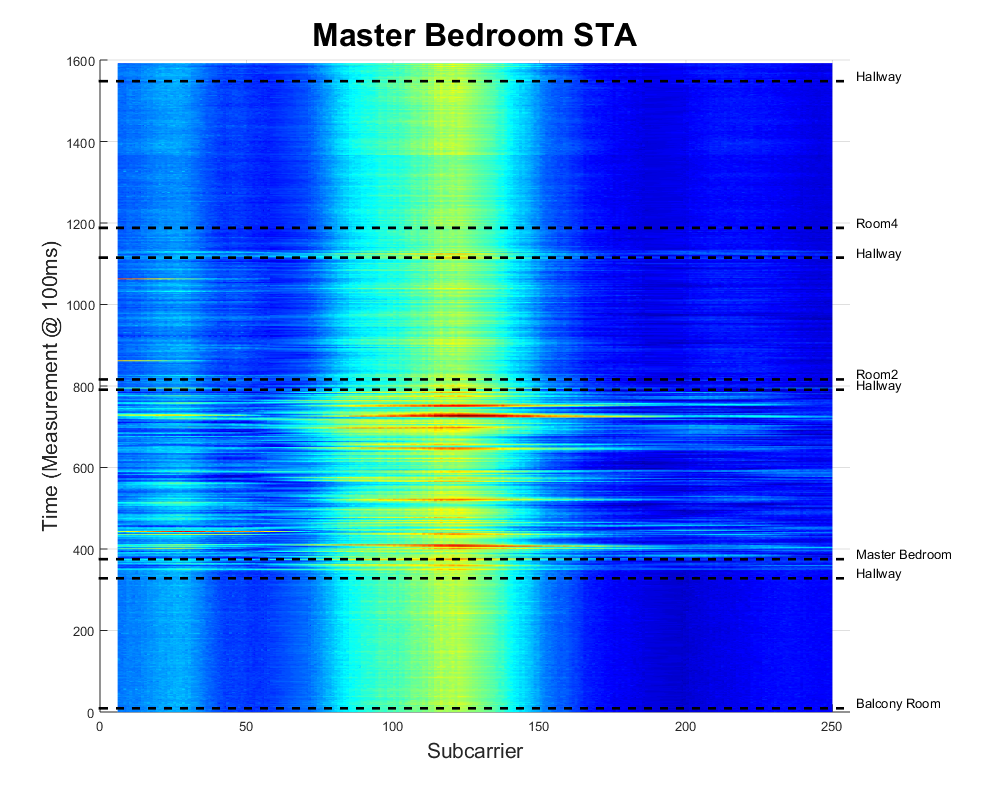 Master Bedroom STA
1600
Hallway
1400
1200
Room4
Hallway
1000
Room2
800
Hallway
600
400
Master Bedroom
Hallway
200
0
Balcony Room
Time (Measurement @ 100ms)
0 50 100 150 200 250
Subcarrier